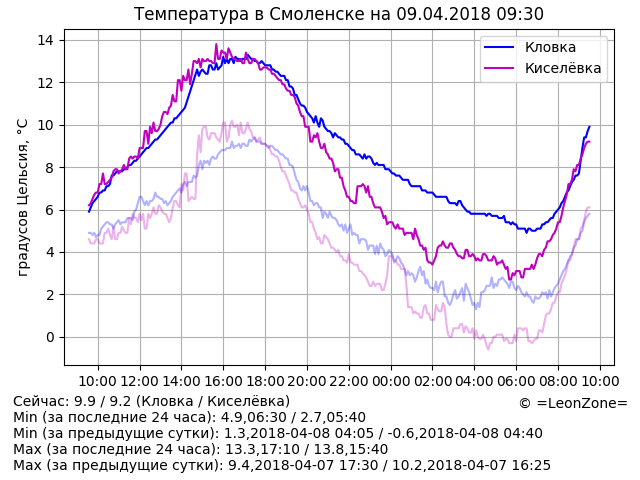 Температура в Смоленске на 09.04.2018 09:30
градусов Цельсия, °C
14
12
10
8
6
4
2
0
Кловка
Киселёвка
10:00 12:00 14:00 16:00 18:00 20:00 22:00 00:00 02:00 04:00 06:00 08:00 10:00
Сейчас: 9.9 / 9.2 (Кловка / Киселёвка)
© =LeonZone=
Min (за последние 24 часа): 4.9,06:30 / 2.7,05:40
Min (за предыдущие сутки): 1.3,2018-04-08 04:05 / -0.6,2018-04-08 04:40
Max (за последние 24 часа): 13.3,17:10 / 13.8,15:40
Max (за предыдущие сутки): 9.4,2018-04-07 17:30 / 10.2,2018-04-07 16:25